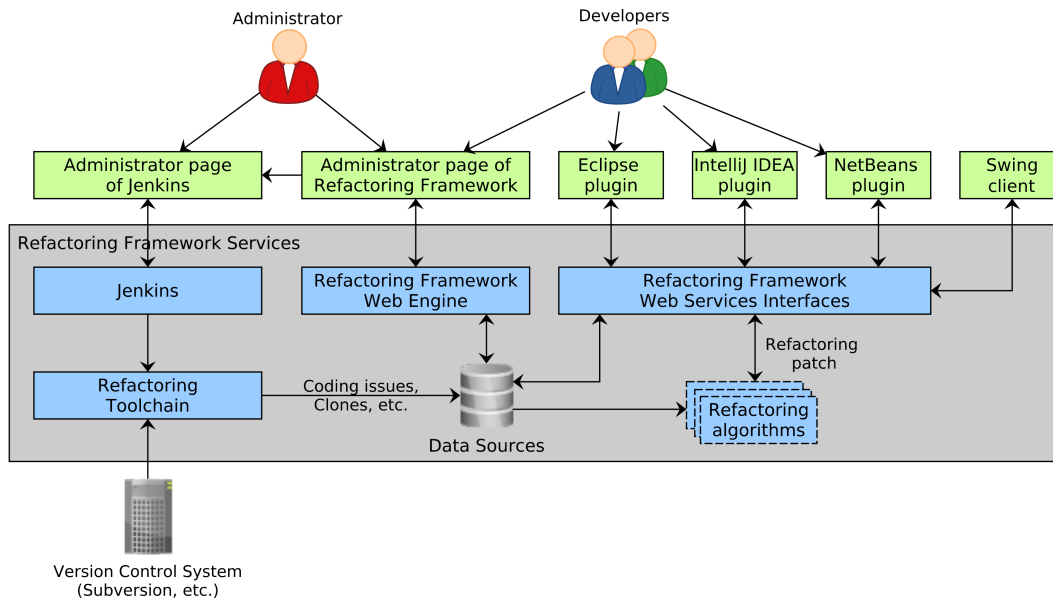 Administrator
Developers
Administrator page
of Jenkins
Administrator page of
Refactoring Framework
Eclipse
plugin
IntelliJ IDEA
plugin
NetBeans
plugin
Swing
client
Refactoring Framework Services
Jenkins
Refactoring Framework
Web Engine
Refactoring Framework
Web Services Interfaces
Refactoring
patch
Refactoring
Toolchain
Coding issues,
Clones, etc.
Refactoring
algorithms
Data Sources
Version Control System
(Subversion, etc.)